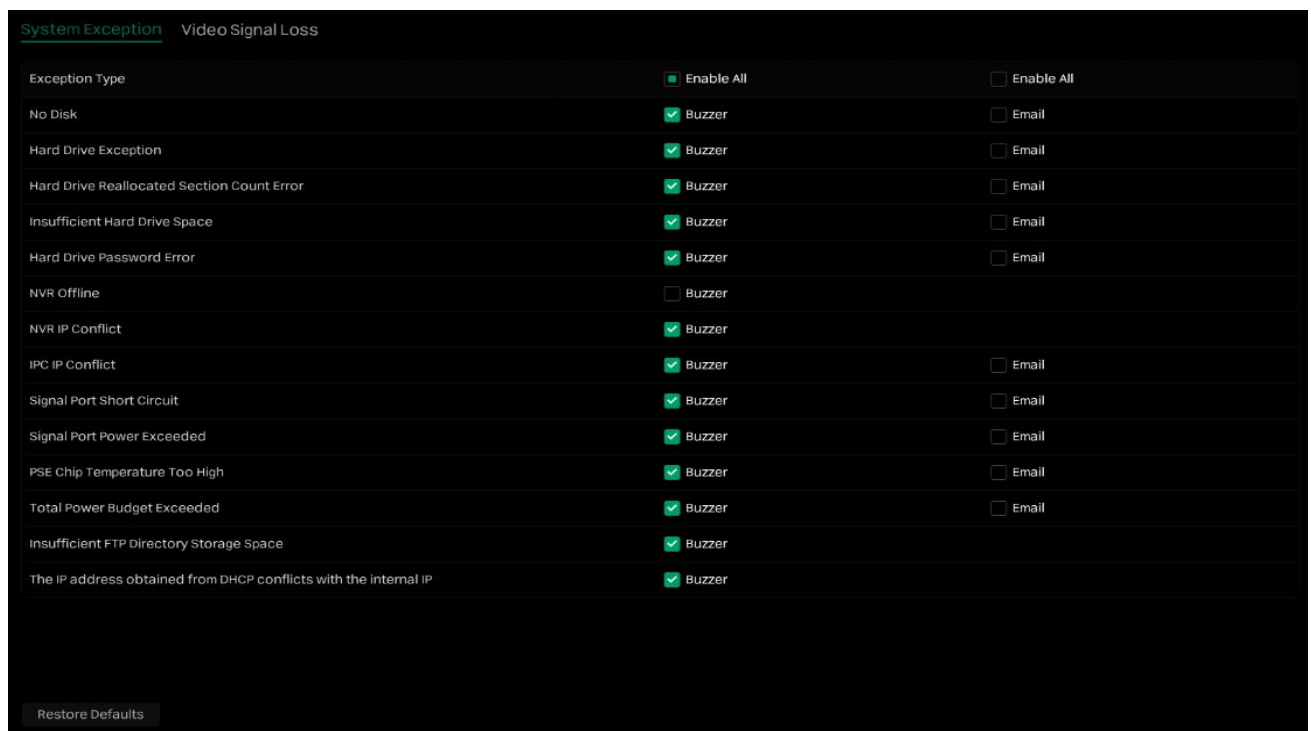 System Exception Video Signal Loss
Exception Type Enable All Enable All
No Disk Buzzer Email
Hard Drive Exception Buzzer Email
Hard Drive Reallocated Section Count Error Buzzer Email
Insufficient Hard Drive Space Buzzer Email
Hard Drive Password Error Buzzer Email
NVR Offline Buzzer
NVR IP Conflict Buzzer
IPC IP Conflict Buzzer Email
Signal Port Short Circuit Buzzer Email
Signal Port Power Exceeded Buzzer Email
PSE Chip Temperature Too High Buzzer Email
Total Power Budget Exceeded Buzzer Email
Insufficient FTP Directory Storage Space Buzzer
The IP address obtained from DHCP conflicts with the internal IP Buzzer
Restore Defaults